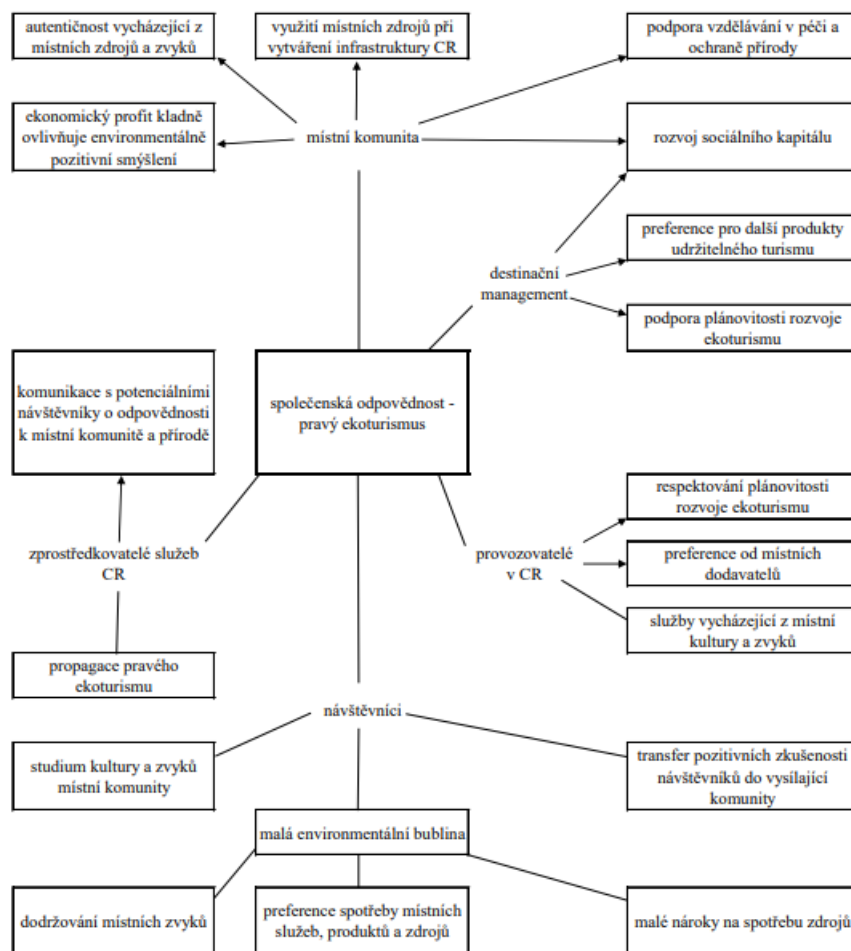 autentičnost vycházející z
místních zdrojů a zvyků
využití místních zdrojů při
vytváření infrastruktury CR
podpora vzdělávání v péči a
ochraně přírody
ekonomický profit kladně
ovlivňuje environmentálně
pozitivní smýšlení
místní komunita
rozvoj sociálního kapitálu
preference pro další produkty
udržitelného turismu
destinační
management
podpora plánovitosti rozvoje
ekoturismu
komunikace s potenciálními
návštěvníky o odpovědnosti
k místní komunitě a přírodě
společenská odpovědnost -
pravý ekoturismus
respektování plánovitosti
rozvoje ekoturismu
zprostředkovatelé služeb
CR
provozovatelé
v CR
preference od místních
dodavatelů
služby vycházející z místní
kultury a zvyků
propagace pravého
ekoturismu
návštěvníci
studium kultury a zvyků
místní komunity
transfer pozitivních zkušenosti
návštěvníků do vysílající
komunity
malá environmentální bublina
dodržování místních zvyků
preference spotřeby místních
služeb, produktů a zdrojů
malé nároky na spotřebu zdrojů